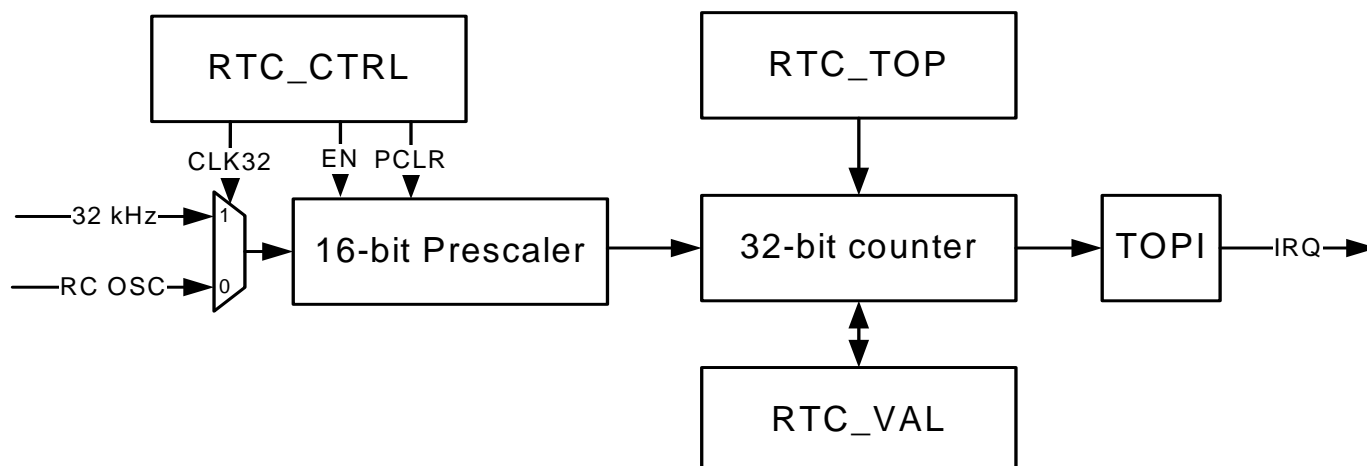 RTC_CTRL
RTC_TOP
CLK32
EN
PCLR
32 kHz
1
16-bit Prescaler
32-bit counter
TOPI
IRQ
RC OSC
0
RTC_VAL